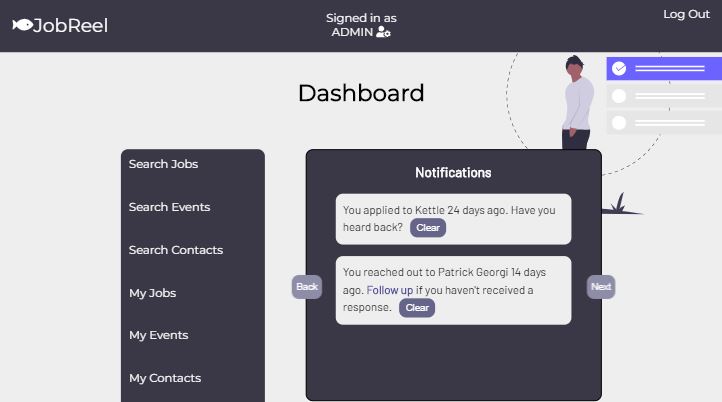 JobReel
Signed in as
ADMIN
Log Out
Dashboard
Search Jobs
Search Events
Search Contacts
My Jobs
My Events
My Contacts
Notifications
You applied to Kettle 24 days ago. Have you
heard back? Clear
You reached out to Patrick Georgi 14 days
ago. Follow up if you haven't received a
response. Clear
Back
Next